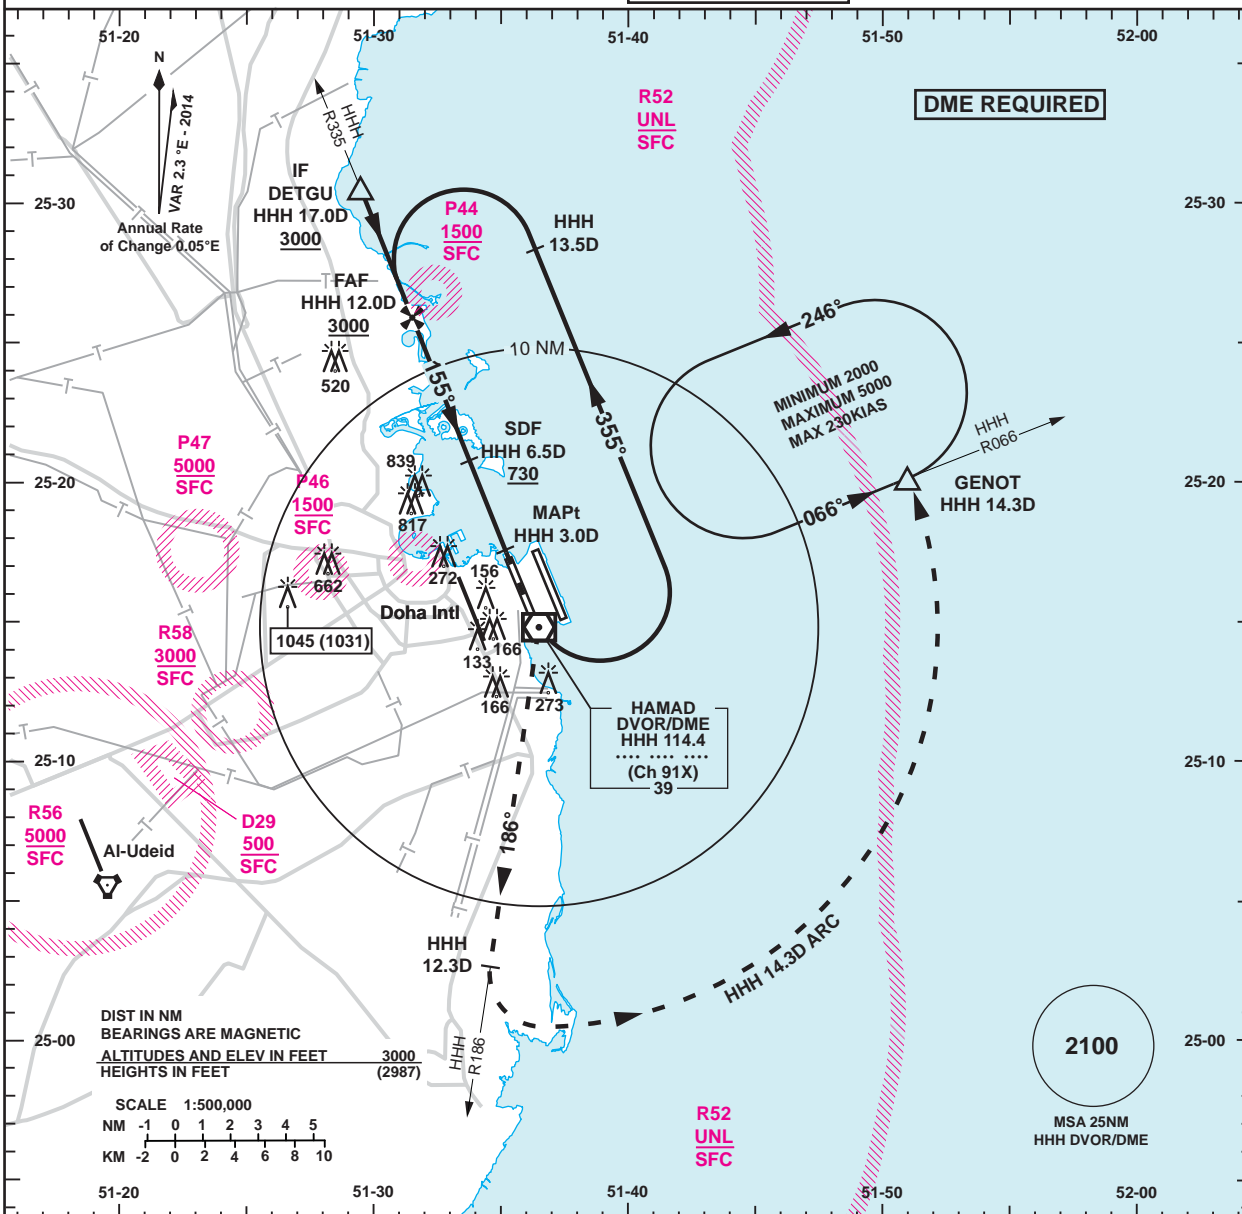 51-20
51-30
51-40
51-50
52-00
N
VAR 2.3 °E - 2014
Annual Rate
of Change 0.05°E
HHH
R335
R52
UNL
SFC
DME REQUIRED
IF
DETGU
HHH 17.0D
3000
25-30
25-30
P44
1500
SFC
HHH
13.5D
FAF
HHH 12.0D
3000
520
10 NM
155°
355°
246°
MINIMUM 2000
MAXIMUM 5000
MAX 230KIAS
HHH
R066
066°
GENOT
HHH 14.3D
SDF
HHH 6.5D
730
P47
5000
SFC
P46
1500
SFC
25-20
25-20
839
817
MAPt
HHH 3.0D
662
272
156
Doha Intl
1045 (1031)
133
166
166
273
R58
3000
SFC
HAMAD
DVOR/DME
HHH 114.4
.... .... ....
(Ch 91X)
39
25-10
25-10
R56
5000
SFC
D29
500
SFC
Al-Udeid
186°
HHH
12.3D
HHH 14.3D ARC
HHH
R186
25-00
25-00
DIST IN NM
BEARINGS ARE MAGNETIC
ALTITUDES AND ELEV IN FEET 3000
HEIGHTS IN FEET (2987)
SCALE 1:500,000
NM -1 0 1 2 3 4 5
KM -2 0 2 4 6 8 10
2100
MSA 25NM
HHH DVOR/DME
R52
UNL
SFC
51-20
51-30
51-40
51-50
52-00